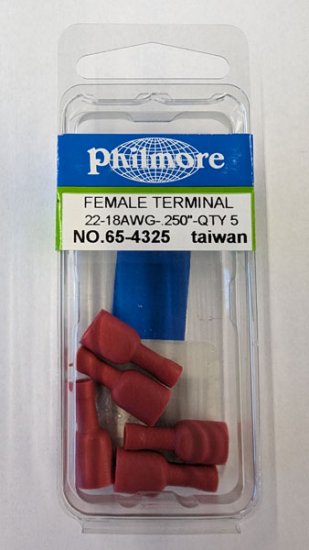 Philmore
FEMALE TERMINAL
22-18AWG-.250"-QTY 5
NO.65-4325 taiwan